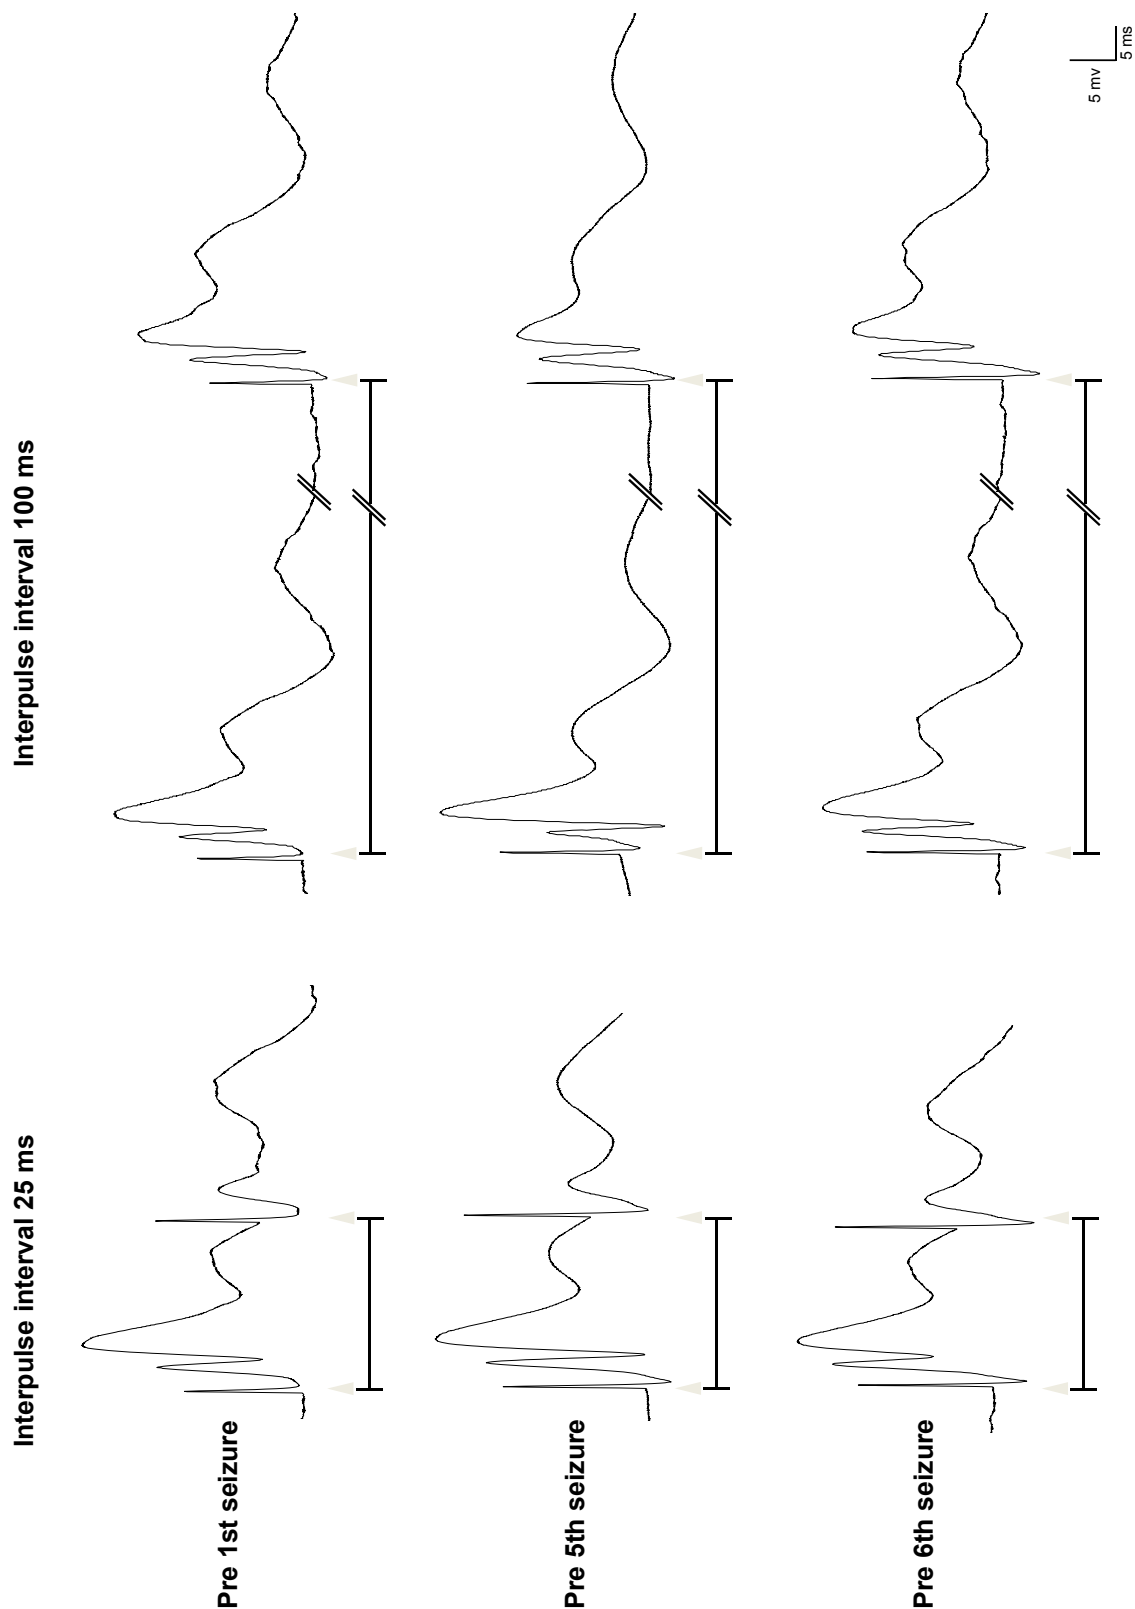 Interpulse interval 25 ms
Interpulse interval 100 ms
Pre 1st seizure
Pre 5th seizure
Pre 6th seizure
5 mv
5 ms